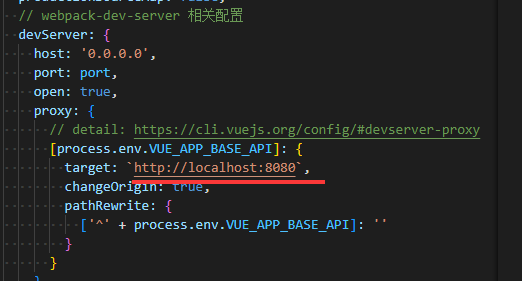 // webpack-dev-server 相关配置
devServer: {
host: '0.0.0.0',
port: port,
open: true,
proxy: {
// detail: https://cli.vuejs.org/config/#devserver-proxy
[process.env.VUE_APP_BASE_API]: {
target: `http://localhost:8080`,
changeOrigin: true,
pathRewrite: {
['^' + process.env.VUE_APP_BASE_API]: ''
}
}